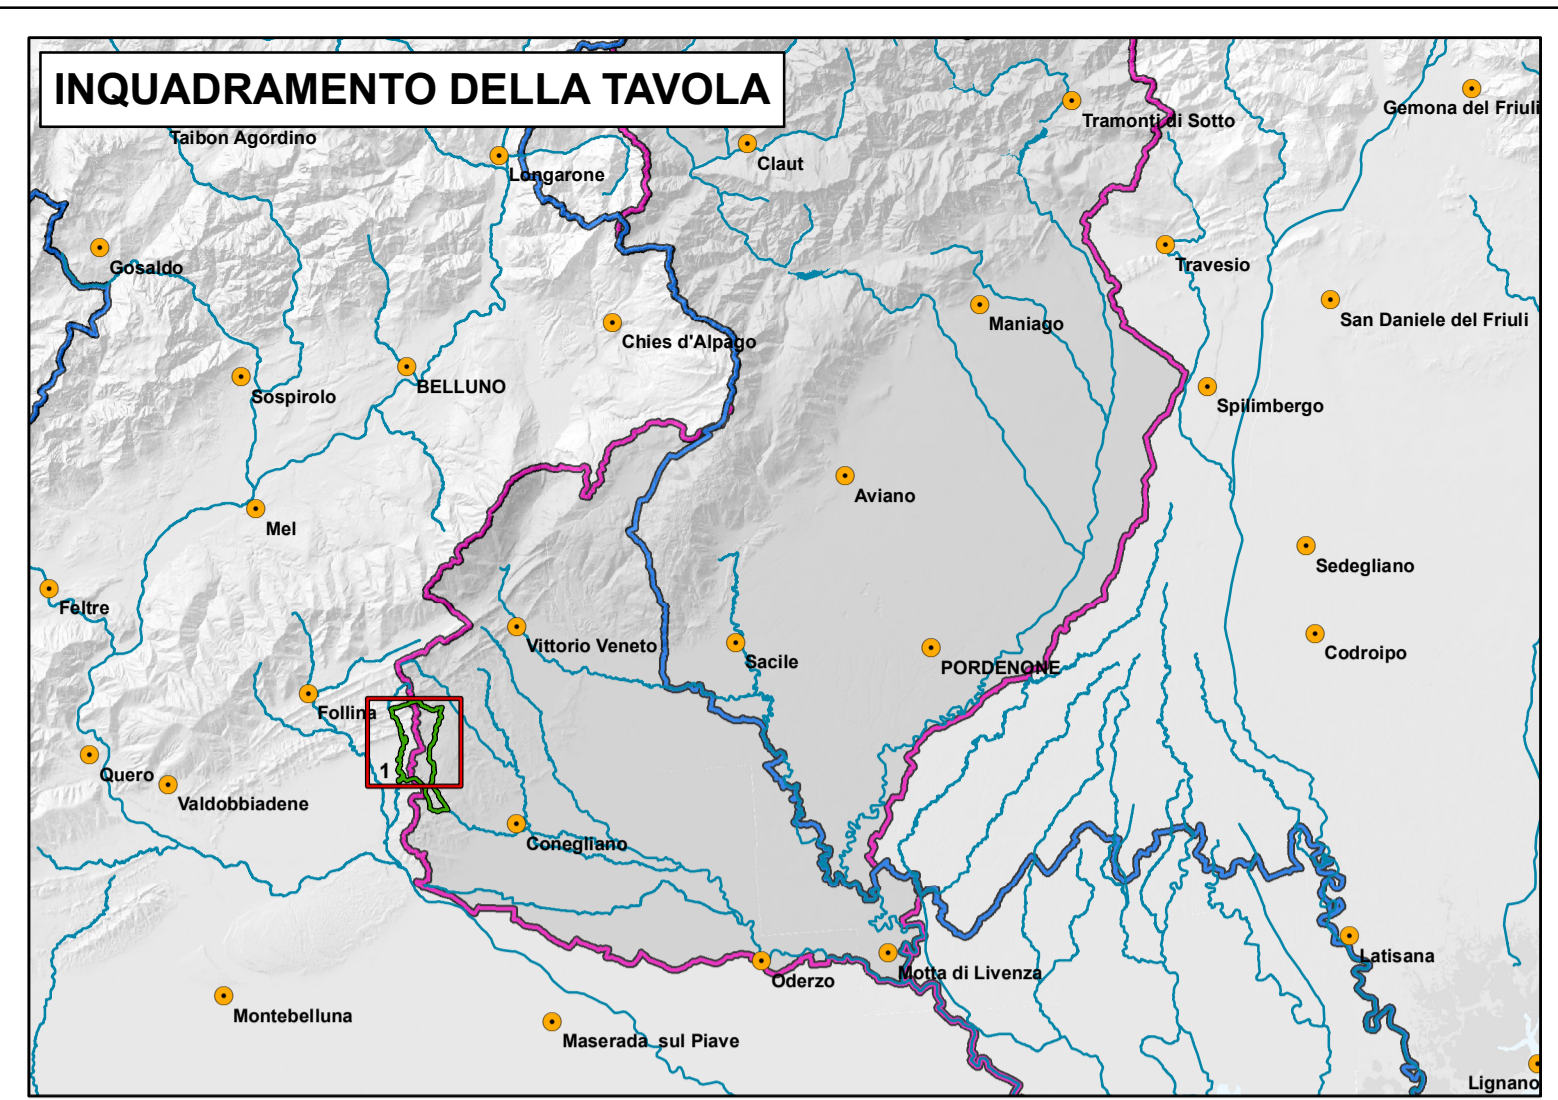 INQUADRAMENTO DELLA TAVOLA
Gemona del Friuli
Tramonti di Sotto
Taibon Agordino
Claut
Longarone
Gosaldo
Travesio
San Daniele del Friuli
Maniago
Chies d'Alpago
BELLUNO
Sospirolo
Spilimbergo
Aviano
Mel
Sedegliano
Feltre
Vittorio Veneto
Codroipo
Sacile
PORDENONE
Follina
1
Quero
Valdobbiadene
Conegliano
Latisana
Motta di Livenza
Oderzo
Montebelluna
Maserada  sul Piave
Lignano